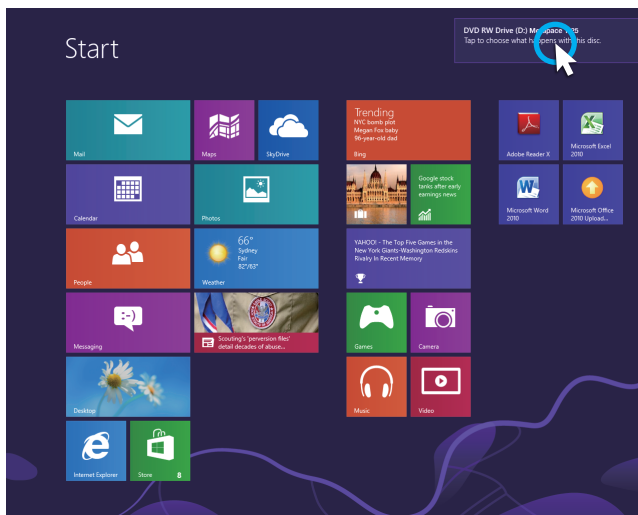 Start
DVD RW Drive (D:) Metapace T-25
Tap to choose what happens with this disc.
Mail
Maps
SkyDrive
Trending
NYC bomb plot
Megan Fox baby
96-year-old dad
Bing
Adobe Reader X
Microsoft Excel
2010
Calendar
Photos
Google stock
tanks after early
earnings news
Microsoft Word
2010
Microsoft Office
2010 Upload...
People
66°
Sydney
Fair
82°/63°
Weather
YAHOO! - The Top Five Games in the
New York Giants-Washington Redskins
Rivalry In Recent Memory
Messaging
:-)
Scouting's 'perversion files'
detail decades of abuse...
Games
Camera
Desktop
Music
Video
Internet Explorer
Store
8